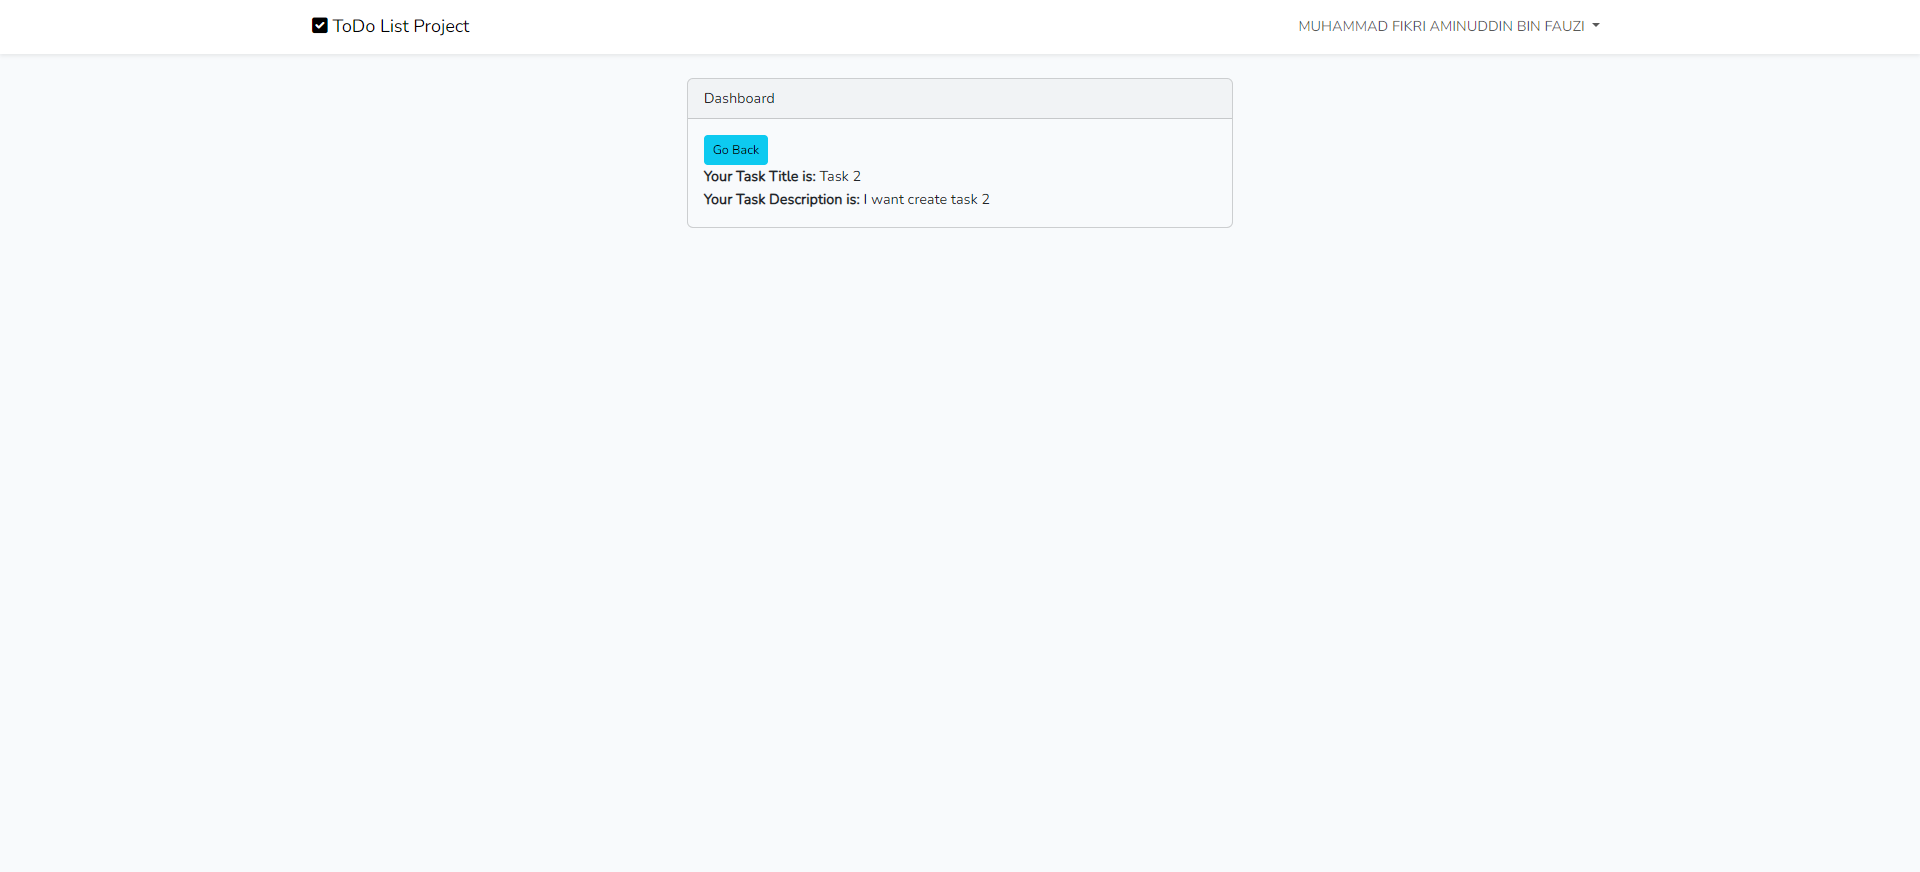 ToDo List Project
MUHAMMAD FIKRI AMINUDDIN BIN FAUZI
Dashboard
Go Back
Your Task Title is: Task 2
Your Task Description is: I want create task 2